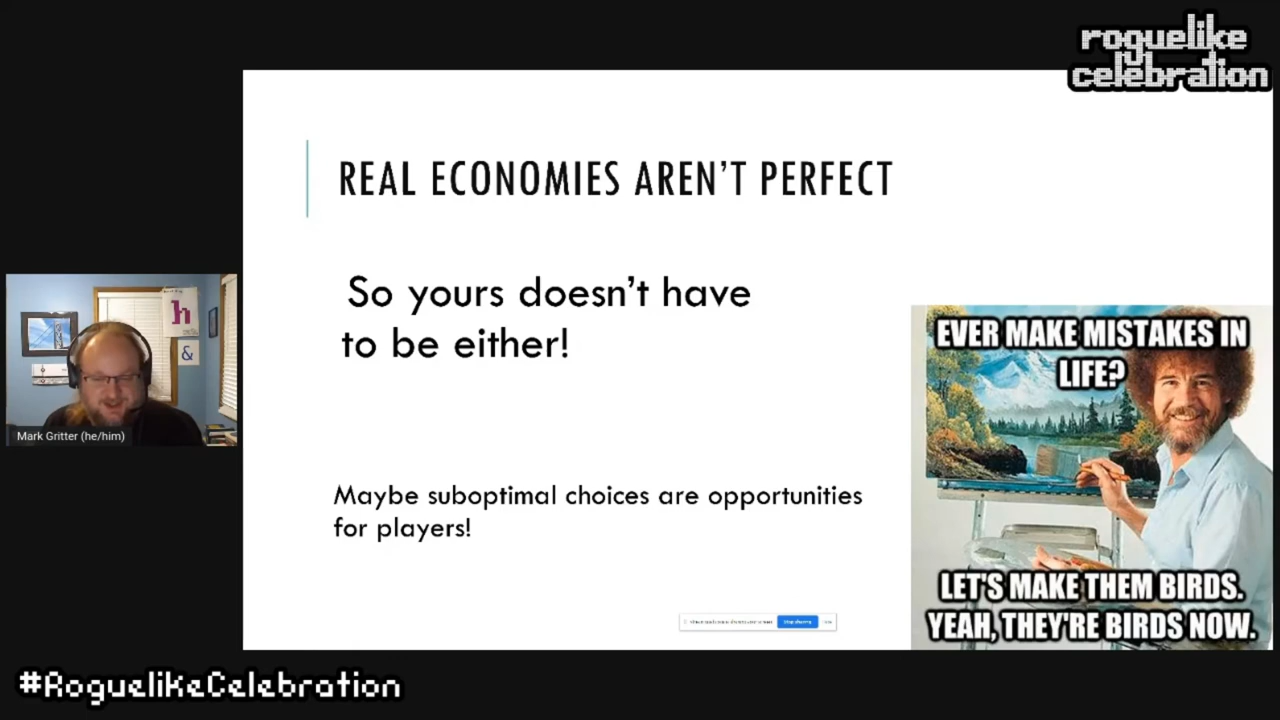 roguelike
celebration
REAL ECONOMIES AREN'T PERFECT
So yours doesn't have
to be either!
EVER MAKE MISTAKES IN
LIFE?
h
&
Mark Gritter (he/him)
Maybe suboptimal choices are opportunities
for players!
LET'S MAKE THEM BIRDS.
YEAH, THEY'RE BIRDS NOW.
#RoguelikeCelebration